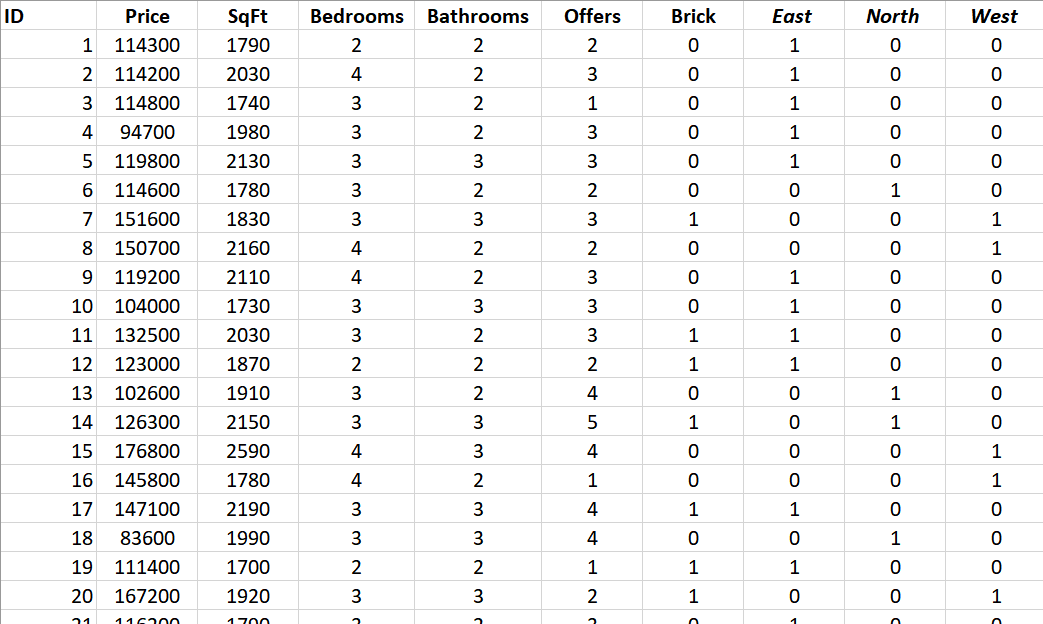 ID Price SqFt Bedrooms Bathrooms Offers Brick East North West
1 114300 1790 2 2 2 0 1 0 0
2 114200 2030 4 2 3 0 1 0 0
3 114800 1740 3 2 1 0 1 0 0
4 94700 1980 3 2 3 0 1 0 0
5 119800 2130 3 3 3 0 1 0 0
6 114600 1780 3 2 2 0 0 1 0
7 151600 1830 3 3 3 1 0 0 1
8 150700 2160 4 2 2 0 0 0 1
9 119200 2110 4 2 3 0 1 0 0
10 104000 1730 3 3 3 0 1 0 0
11 132500 2030 3 2 3 1 1 0 0
12 123000 1870 2 2 2 1 1 0 0
13 102600 1910 3 2 4 0 0 1 0
14 126300 2150 3 3 5 1 0 1 0
15 176800 2590 4 3 4 0 0 0 1
16 145800 1780 4 2 1 0 0 0 1
17 147100 2190 3 3 4 1 1 0 0
18 83600 1990 3 3 4 0 0 1 0
19 111400 1700 2 2 1 1 1 0 0
20 167200 1920 3 3 2 1 0 0 1